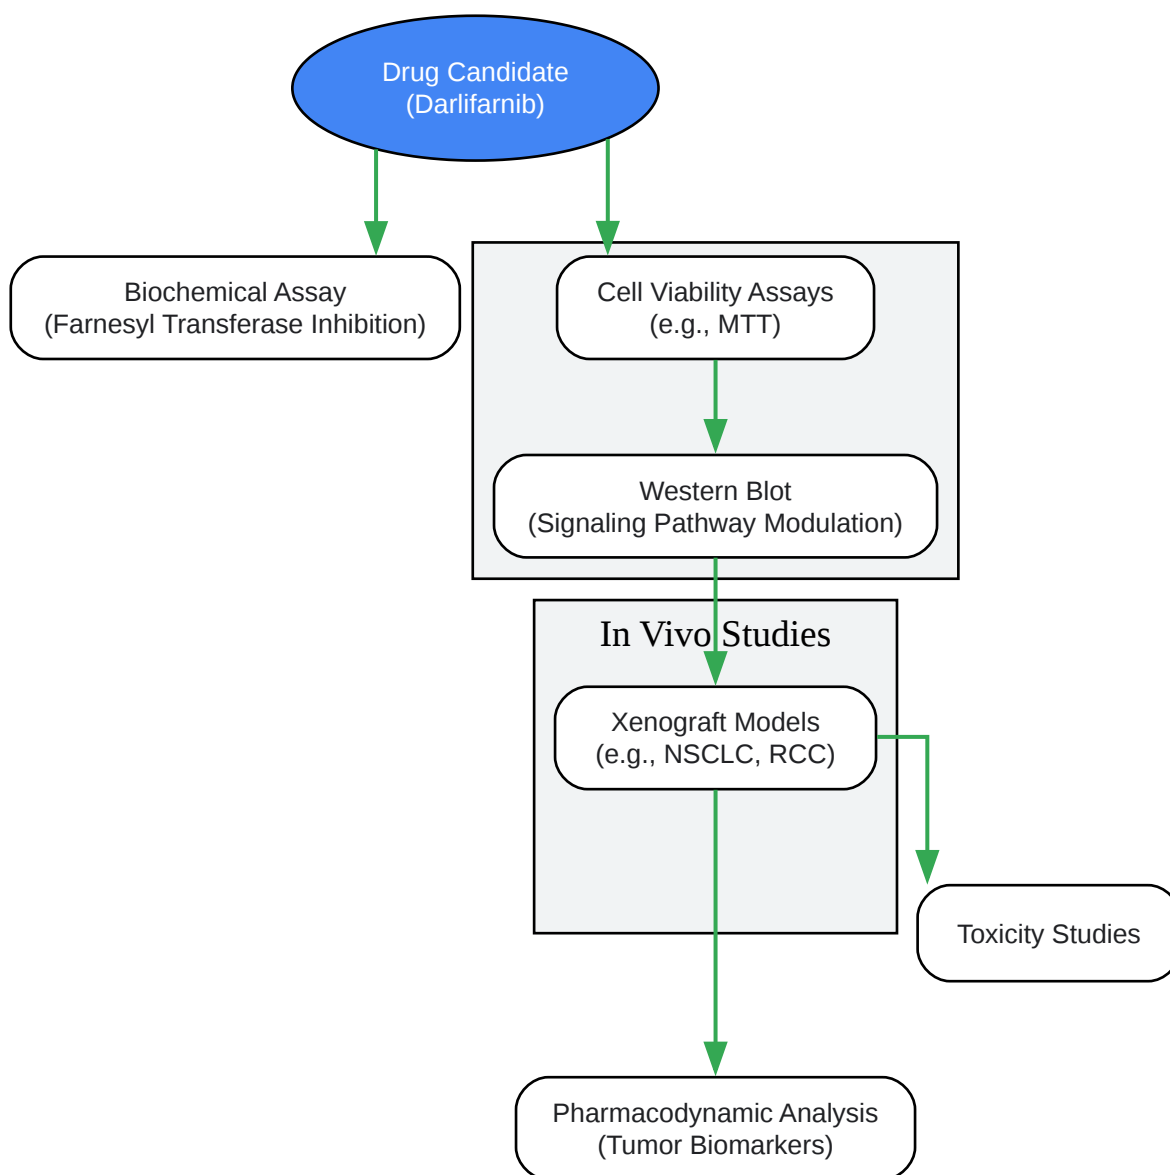 Drug Candidate
(Darlifarnib)
Biochemical Assay
(Farnesyl Transferase Inhibition)
Cell Viability Assays
(e.g., MTT)
Western Blot
(Signaling Pathway Modulation)
In Vivo Studies
Xenograft Models
(e.g., NSCLC, RCC)
Toxicity Studies
Pharmacodynamic Analysis
(Tumor Biomarkers)